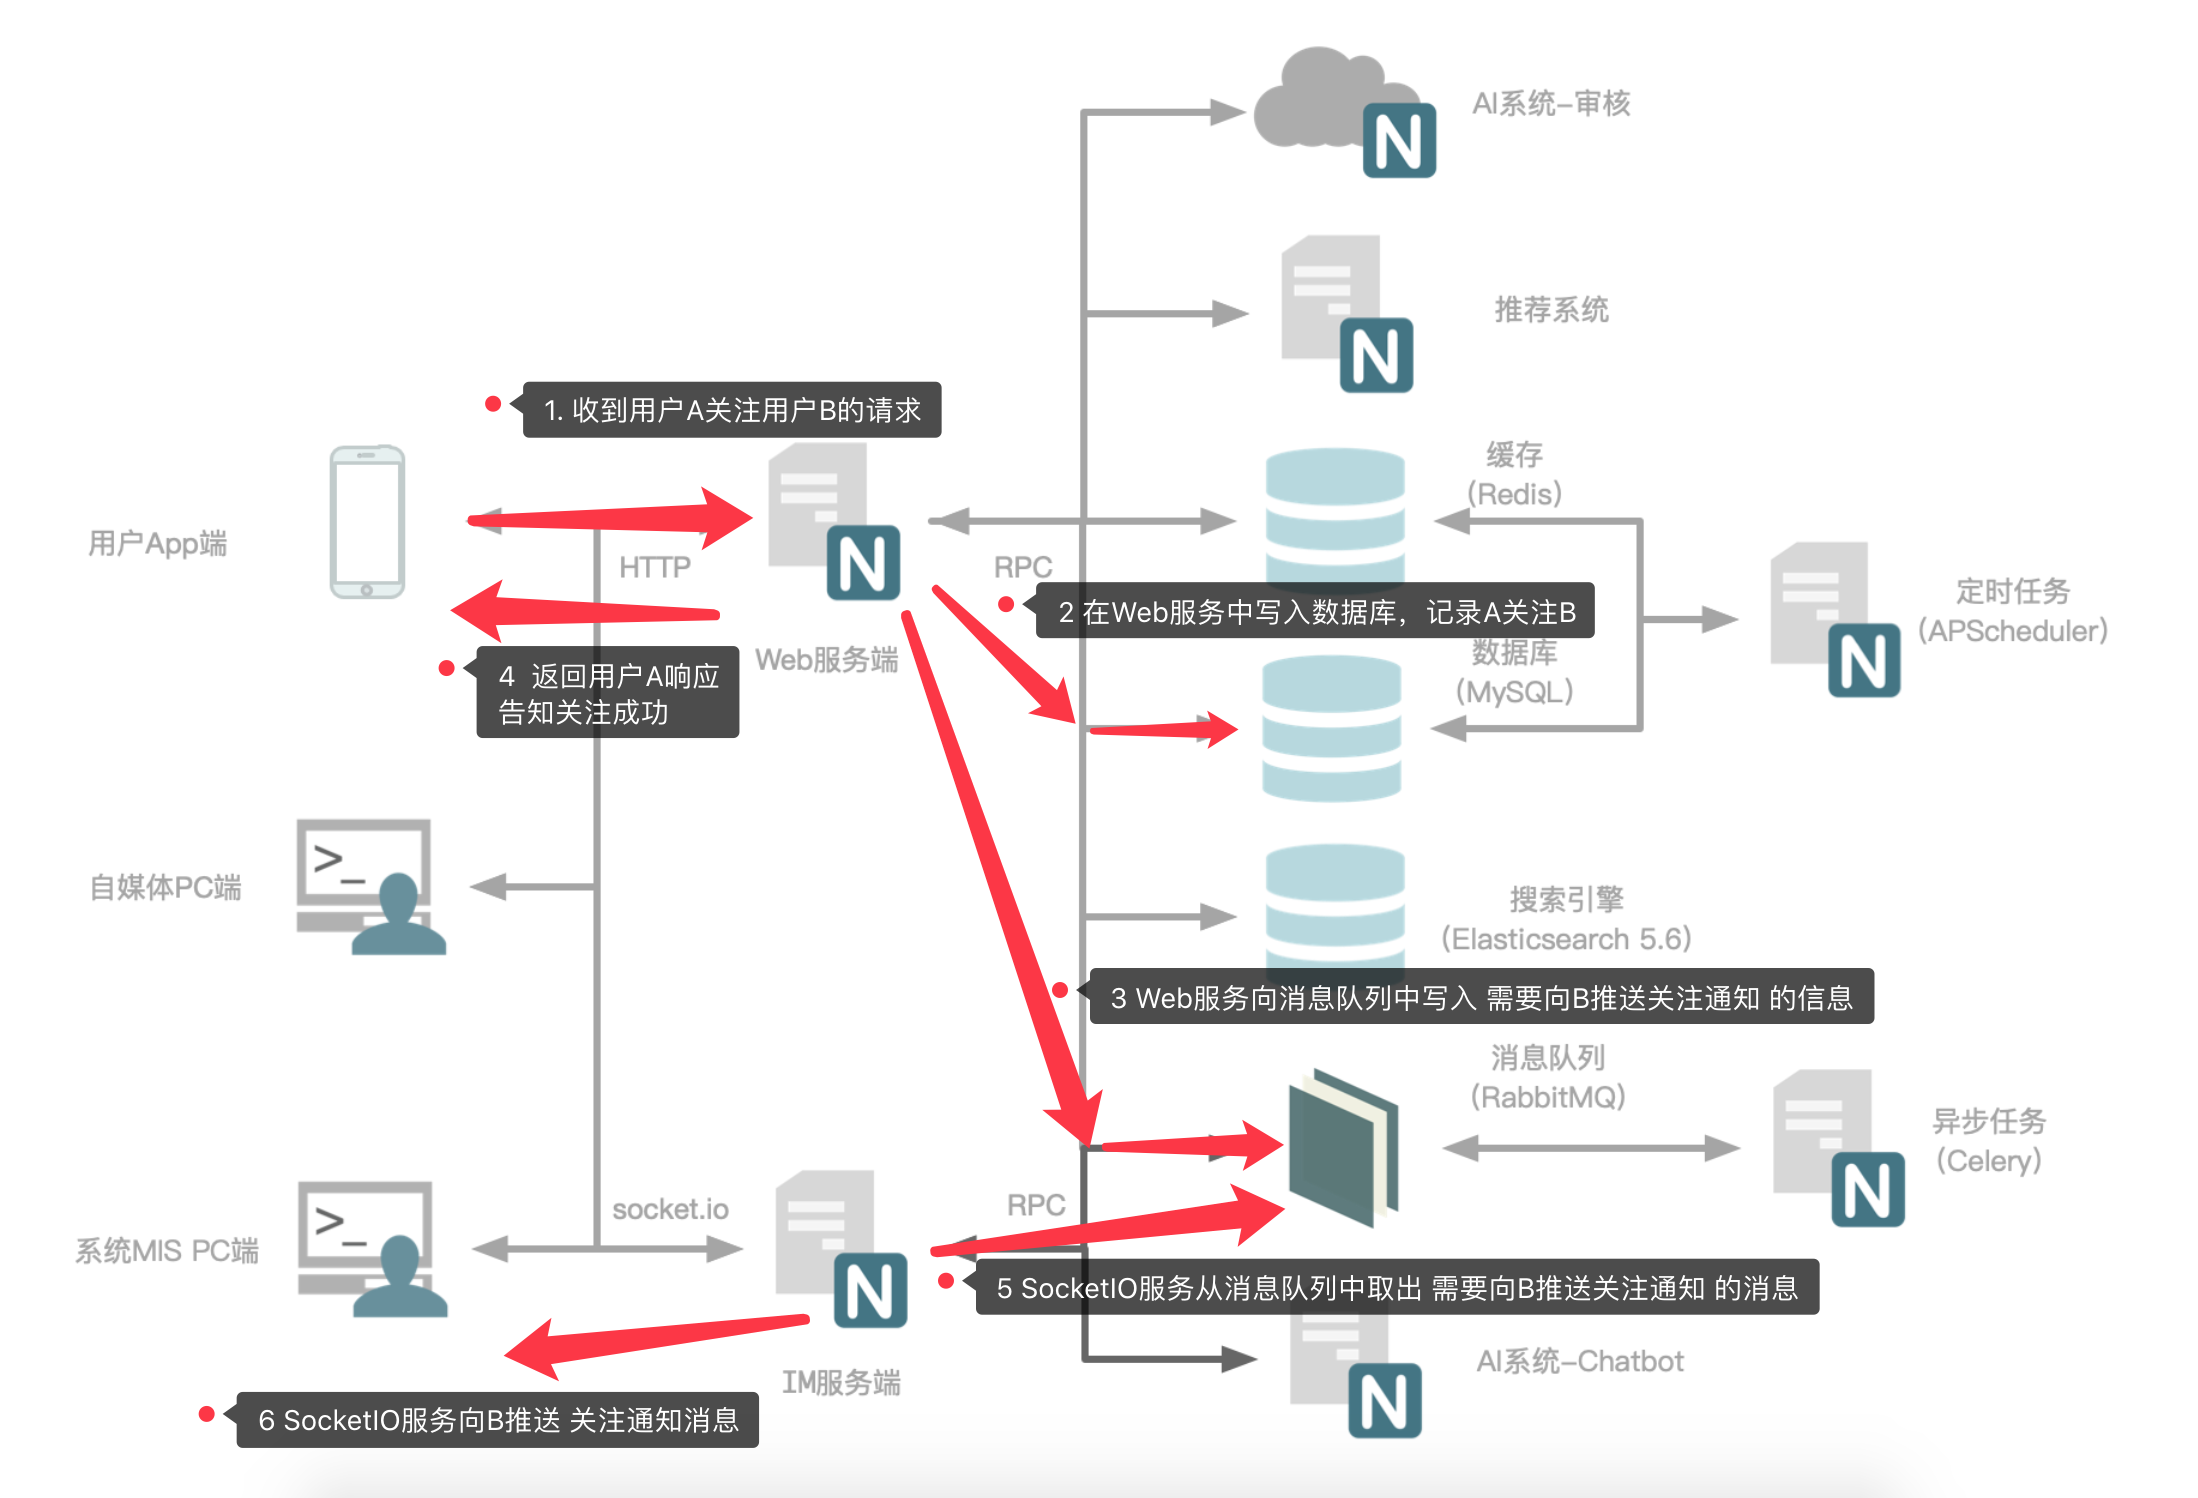 AI系统-审核
推荐系统
1. 收到用户A关注用户B的请求
缓存
(Redis)
用户App端
HTTP
RPC
定时任务
(APScheduler)
2 在Web服务中写入数据库，记录A关注B
Web服务端
数据库
(MySQL)
4 返回用户A响应
告知关注成功
自媒体PC端
>_
搜索引擎
(Elasticsearch 5.6)
3 Web服务向消息队列中写入 需要向B推送关注通知 的信息
消息队列
(RabbitMQ)
异步任务
(Celery)
系统MIS PC端
>_
socket.io
RPC
5 SocketIO服务从消息队列中取出 需要向B推送关注通知 的消息
IM服务端
AI系统-Chatbot
6 SocketIO服务向B推送 关注通知消息
N
N
N
N
N
N
N